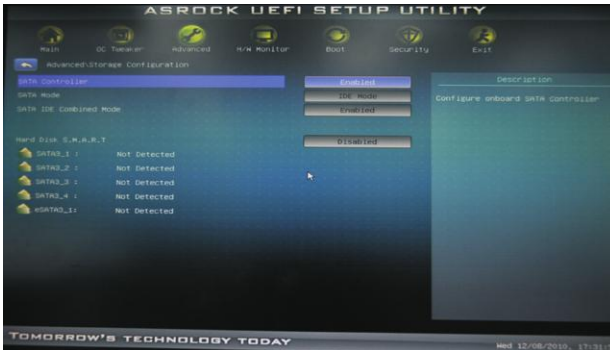 ASROCK UEFI SETUP UTILITY
Main OC Tweaker Advanced H/W Monitor Boot Security Exit
Advanced\Storage Configuration
SATA Controller Enabled
SATA Mode IDE Mode
SATA IDE Combined Mode Enabled
Hard Disk S.M.A.R.T Disabled
SATA3_1 : Not Detected
SATA3_2 : Not Detected
SATA3_3 : Not Detected
SATA3_4 : Not Detected
eSATA3_1: Not Detected
Description
Configure onboard SATA Controller
TOMORROW'S TECHNOLOGY TODAY
Wed 12/08/2010, 17:31: